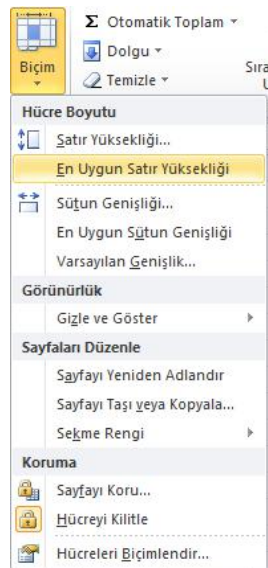 Σ Otomatik Toplam
Dolgu
Biçim
Temizle
Sıra
Hücre Boyutu
Satır Yüksekliği...
En Uygun Satır Yüksekliği
Sütun Genişliği...
En Uygun Sütun Genişliği
Varsayılan Genişlik...
Görünürlük
Gizle ve Göster
Sayfaları Düzenle
Sayfayı Yeniden Adlandır
Sayfayı Taşı veya Kopyala...
Sekme Rengi
Koruma
Sayfayı Koru...
Hücreyi Kilitle
Hücreleri Biçimlendir...